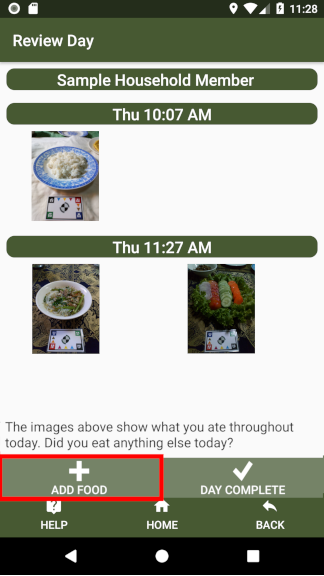 11:28
Review Day
Sample Household Member
Thu 10:07 AM
Thu 11:27 AM
The images above show what you ate throughout
today. Did you eat anything else today?
ADD FOOD
DAY COMPLETE
HELP
HOME
BACK